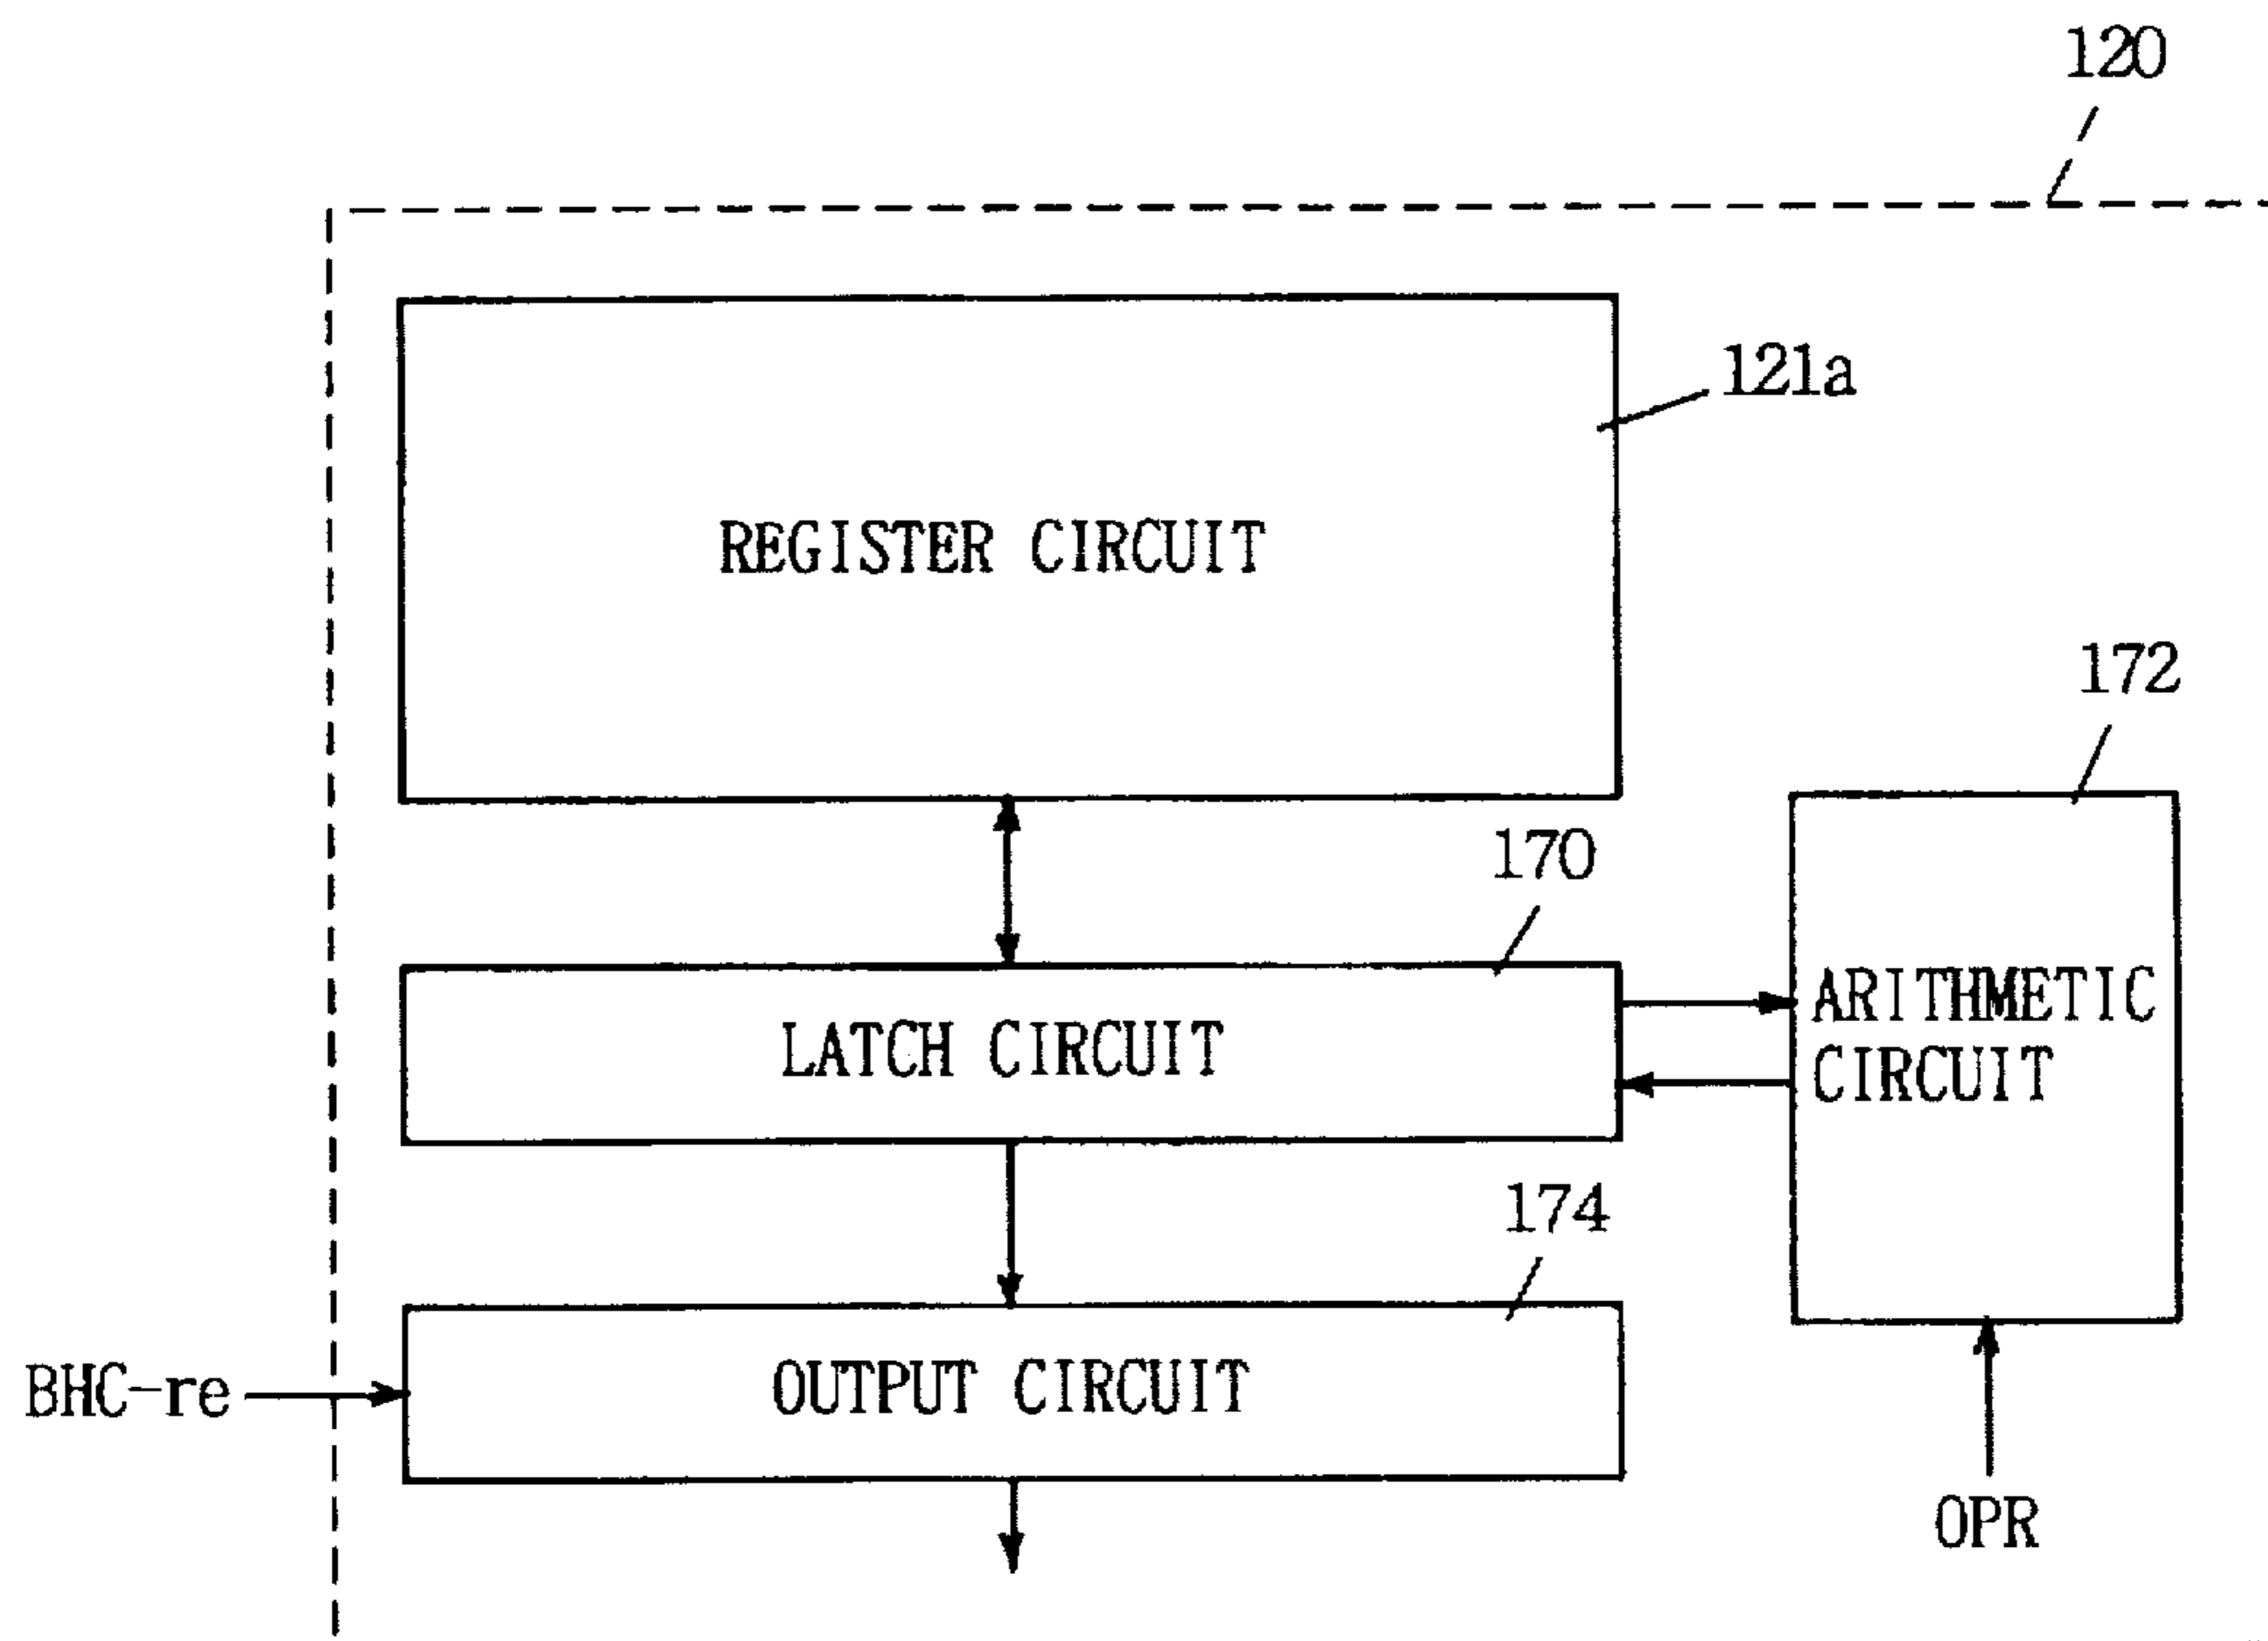 120
121a
REGISTER CIRCUIT
172
170
ARITHMETIC
CIRCUIT
LATCH CIRCUIT
174
BHC-re
OUTPUT CIRCUIT
OPR